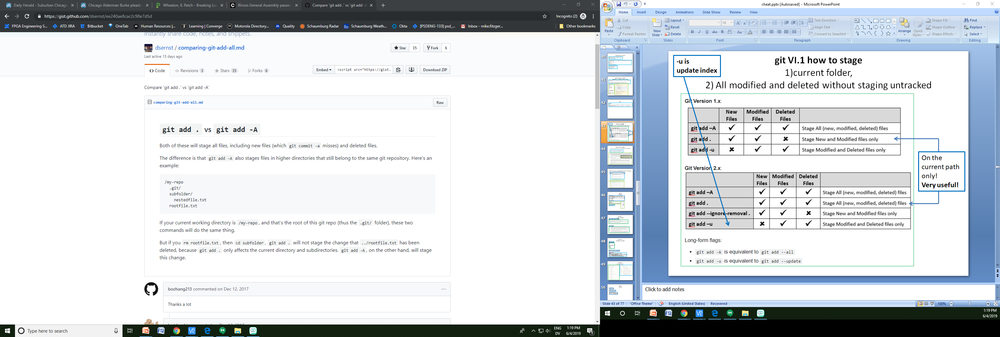 Daily Herald - Suburban Chicago
Chicago Alderman Burke pleads
Wheaton, IL Patch - Breaking Loc
Illinois General Assembly passes
Compare `git add .` vs `git add -A
https://gist.github.com/dsernst/ee240ae8cac2c98e7d5d
Incognito (2)
FPGA Engineering S...
ATD JIRA
Bitbucket
OneTab
Human Resources |...
Learning | Converge
Motorola Directory...
Quality
Schaumburg Radar
Schaumburg Weath...
Okta
[PSDENG-133] psd_...
Inbox - mike.fitzger...
Other bookmarks
Instantly share code, notes, and snippets.
dsernst / comparing-git-add-all.md
Last active 13 days ago
Star 35
Fork 6
Code
Revisions 3
Stars 35
Forks 6
Embed
<script src="https://gist.
Download ZIP
Compare `git add .` vs `git add -A`
comparing-git-add-all.md
Raw
git add . vs git add -A
Both of these will stage all files, including new files (which git commit -a misses) and deleted files.
The difference is that git add -A also stages files in higher directories that still belong to the same git repository. Here's an
example:
/my-repo
.git/
subfolder/
nestedfile.txt
rootfile.txt
If your current working directory is /my-repo, and that's the root of this git repo (thus the .git/ folder), these two
commands will do the same thing.
But if you rm rootfile.txt, then cd subfolder, git add . will not stage the change that ../rootfile.txt has been
deleted, because git add . only affects the current directory and subdirectories. git add -A, on the other hand, will stage
this change.
bozhang213 commented on Dec 12, 2017
Thanks a lot
Type here to search
ENG
DV
1:19 PM
6/4/2019
1
cheat.pptx [Autosaved] - Microsoft PowerPoint
Home
Insert
Design
Animations
Slide Show
Review
View
Paste
Cut
Copy
Format Painter
Clipboard
New
Slide
Layout
Reset
Delete
Slides
18
Font
Text Direction
Align Text
Convert to SmartArt
Paragraph
Arrange
Quick
Styles
Shape Fill
Shape Outline
Shape Effects
Drawing
Find
Replace
Select
Editing
40
41
42
43
44
45
46
47
48
49
50
-u is
update index
git VI.1 how to stage
1)current folder,
2) All modified and deleted without staging untracked
Git Version 1.x:
New Files Modified Files Deleted Files
git add –A Stage All (new, modified, deleted) files
git add . Stage New and Modified files only
git add -u Stage Modified and Deleted files only
Git Version 2.x:
New Files Modified Files Deleted Files
git add –A Stage All (new, modified, deleted) files
git add . Stage All (new, modified, deleted) files
git add --ignore-removal . Stage New and Modified files only
git add –u Stage Modified and Deleted files only
On the
current path
only!
Very useful!
Long-form flags:
• git add -A is equivalent to git add --all
• git add -u is equivalent to git add --update
Click to add notes
Slide 43 of 77
"Office Theme"
English (United States)
Recovered
100%
1:19 PM
6/4/2019